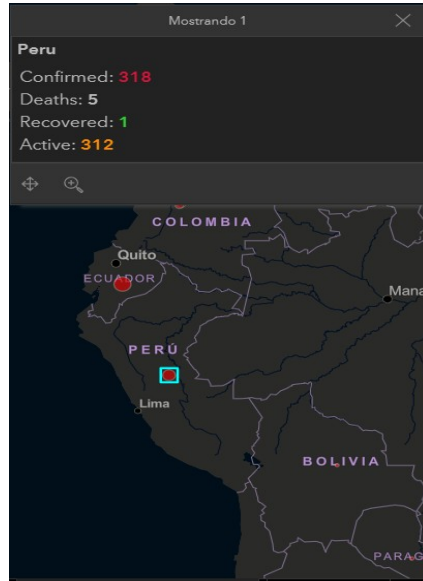 Mostrando 1
Peru
Confirmed: 318
Deaths: 5
Recovered: 1
Active: 312
COLOMBIA
Quito
ECUADOR
Mana
PERÚ
Lima
BOLIVIA
PARAG